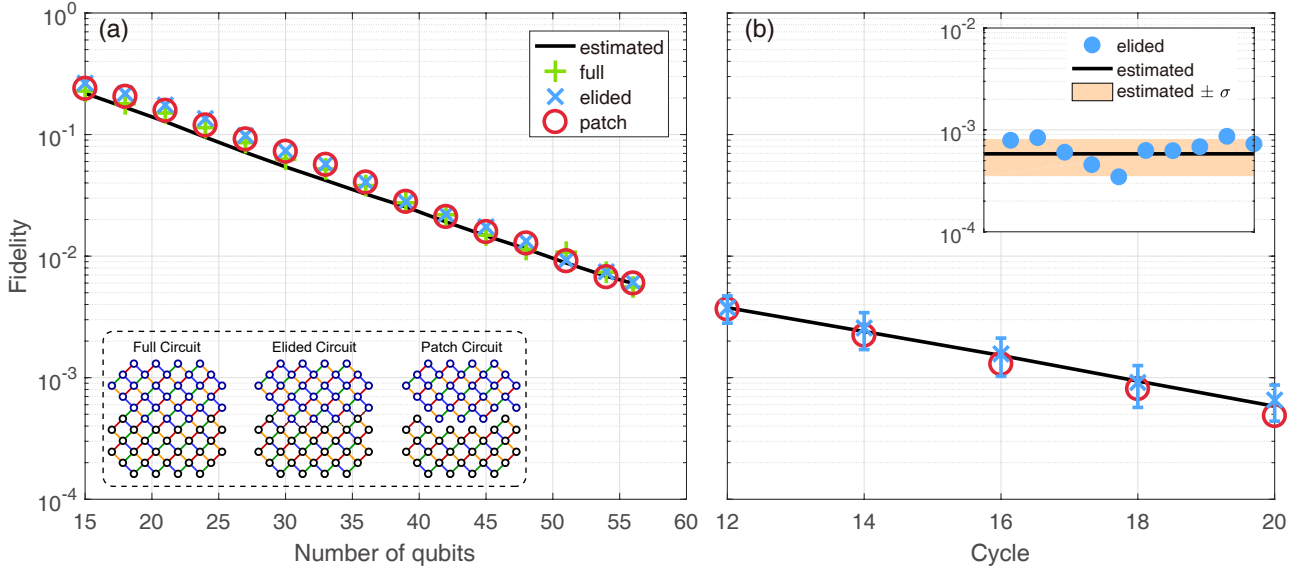 (a)
10⁰
10⁻¹
10⁻²
10⁻³
10⁻⁴
Fidelity
estimated
full
elided
patch
Full Circuit
Elided Circuit
Patch Circuit
15 20 25 30 35 40 45 50 55 60
Number of qubits
(b)
10⁻²
10⁻³
10⁻⁴
elided
estimated
estimated ± σ
12 14 16 18 20
Cycle